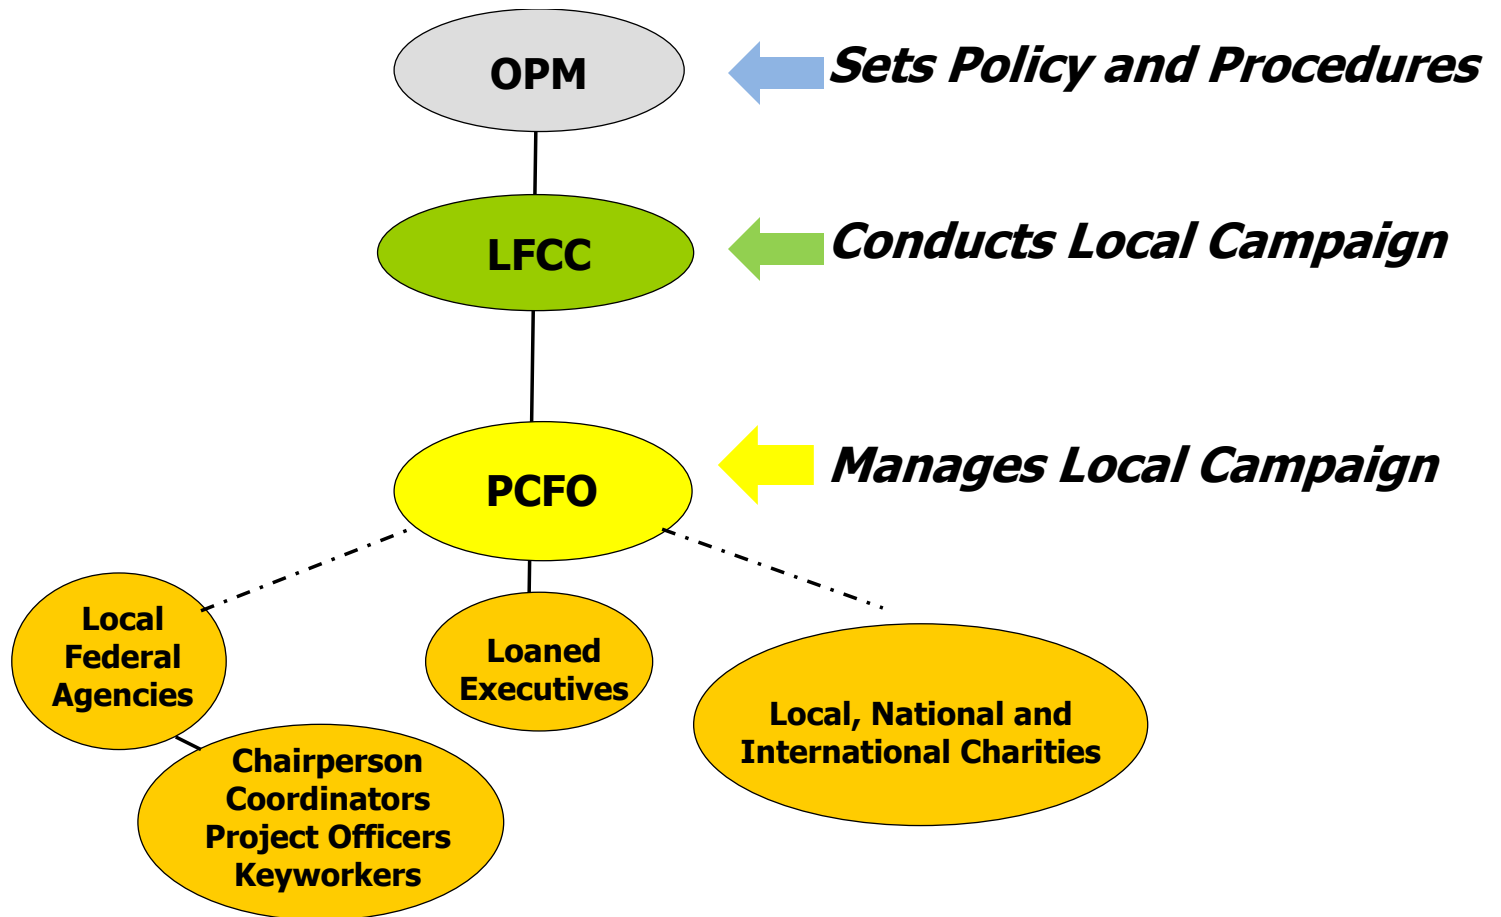 OPM
Sets Policy and Procedures
LFCC
Conducts Local Campaign
PCFO
Manages Local Campaign
Local
Federal
Agencies
Loaned
Executives
Local, National and
International Charities
Chairperson
Coordinators
Project Officers
Keyworkers